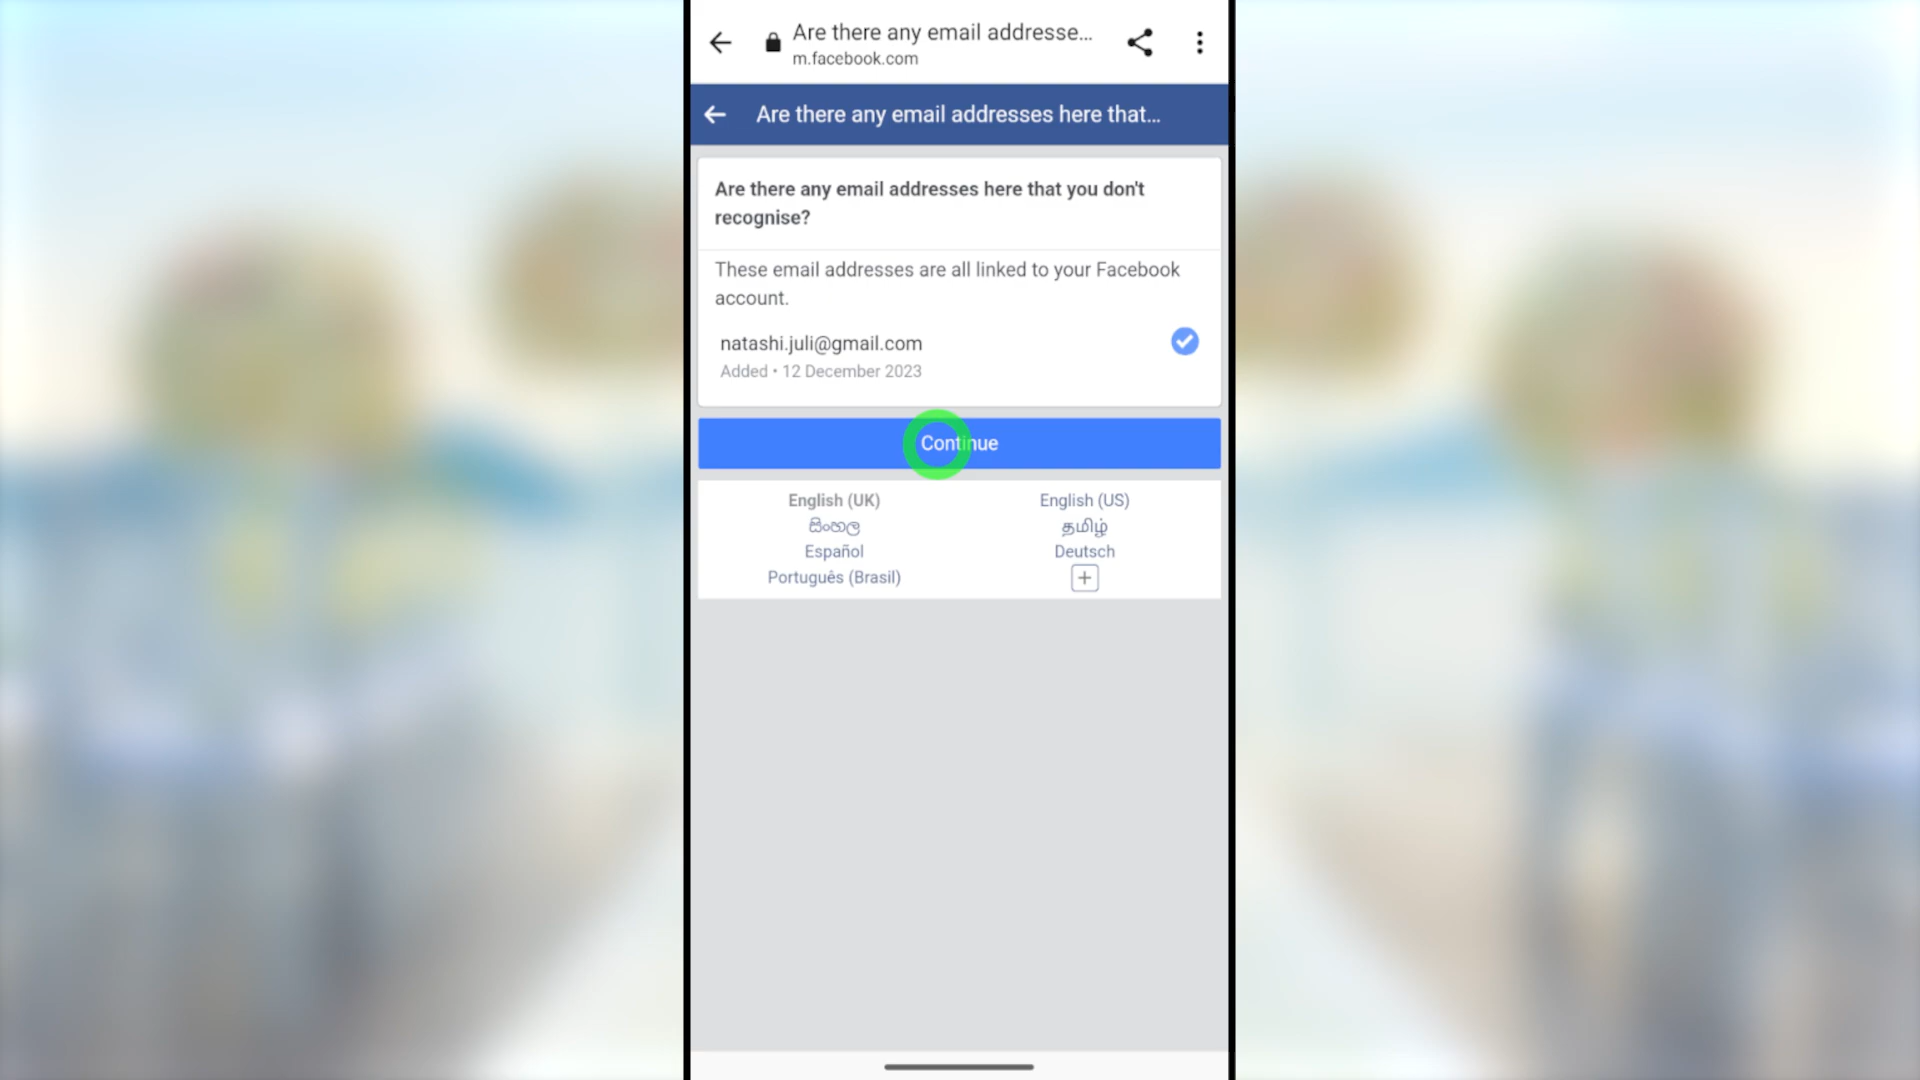 Are there any email addresse...
m.facebook.com
Are there any email addresses here that...
Are there any email addresses here that you don't
recognise?
These email addresses are all linked to your Facebook
account.
natashi.juli@gmail.com
Added • 12 December 2023
Continue
English (UK)
English (US)
සිංහල
தமிழ்
Español
Deutsch
Português (Brasil)